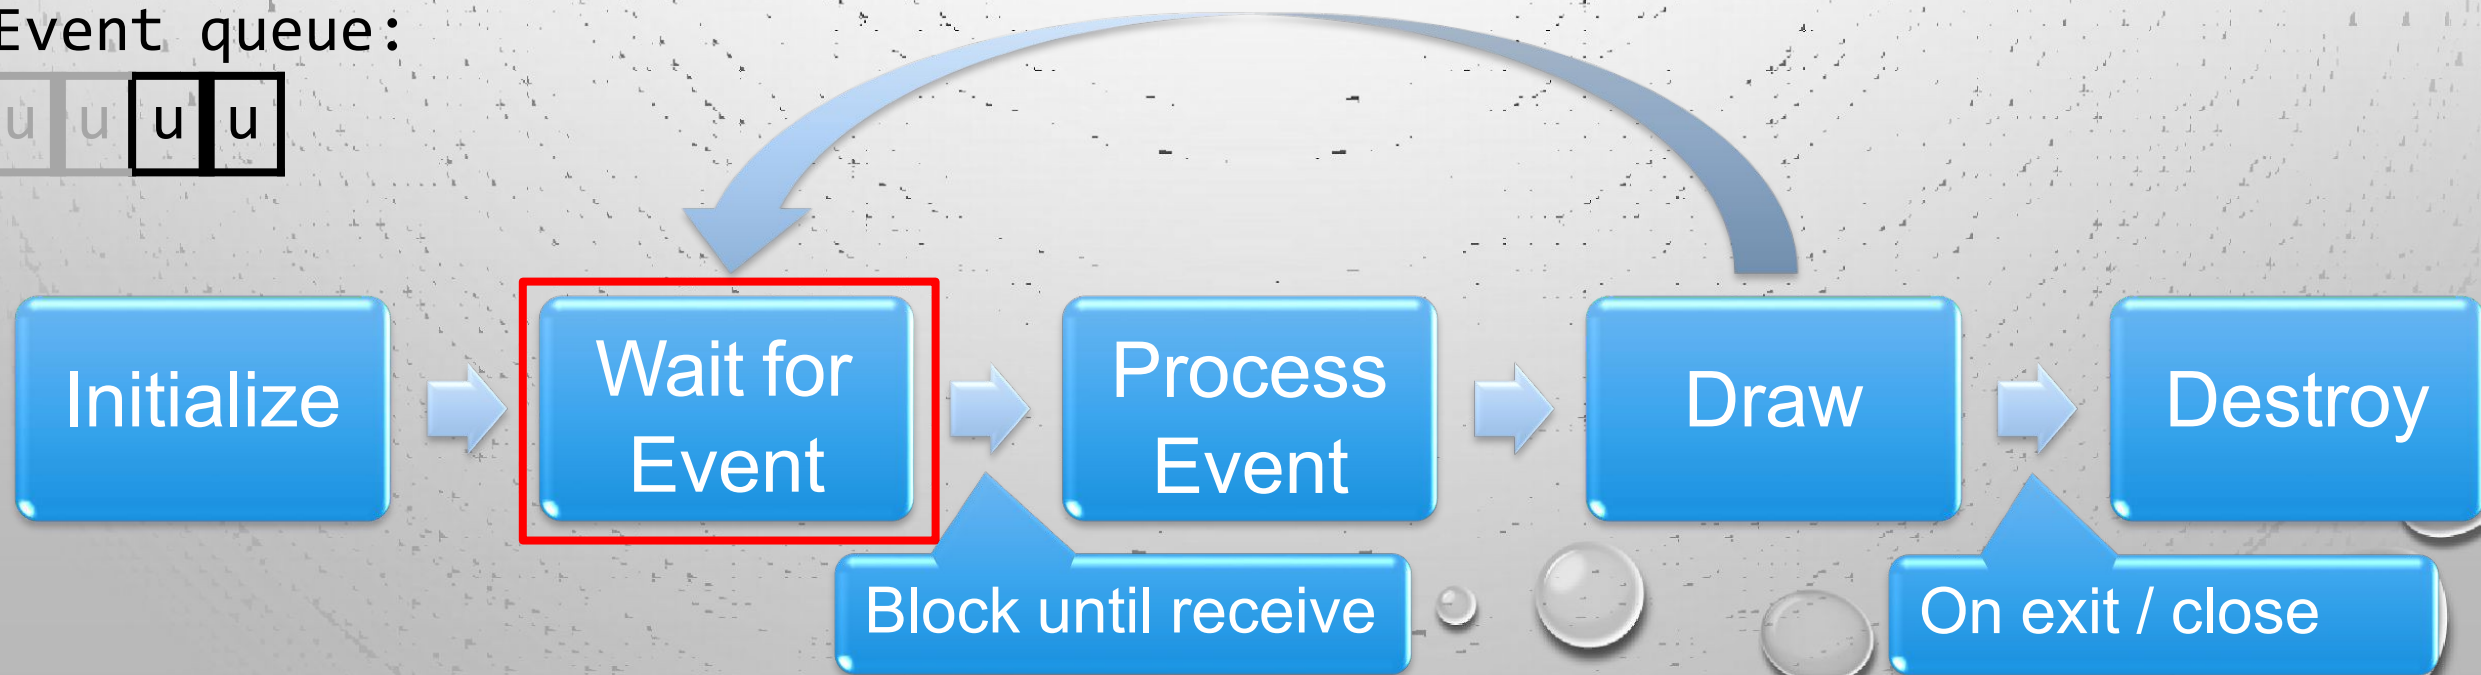 Event queue:
u u u u
Initialize
Wait for
Event
Process
Event
Draw
Destroy
Block until receive
On exit / close